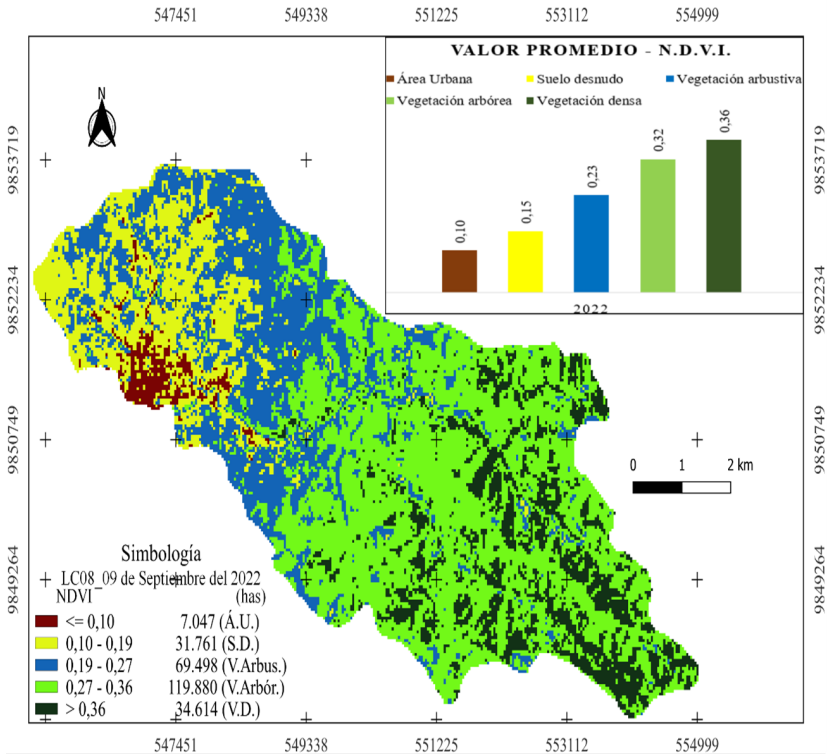 547451 549338 551225 553112 554999
VALOR PROMEDIO - N.D.V.I.
Área Urbana Suelo desnudo Vegetación arbustiva
Vegetación arbórea Vegetación densa
0,10 0,15 0,23 0,32 0,36
2022
N
9853719 9853719
9852234 9852234
9850749 9850749
9849264 9849264
0 1 2 km
Simbología
LC08_09 de Septiembre del 2022
NDVI (has)
<= 0,10 7.047 (Á.U.)
0,10 - 0,19 31.761 (S.D.)
0,19 - 0,27 69.498 (V.Arbus.)
0,27 - 0,36 119.880 (V.Arbór.)
> 0,36 34.614 (V.D.)
547451 549338 551225 553112 554999